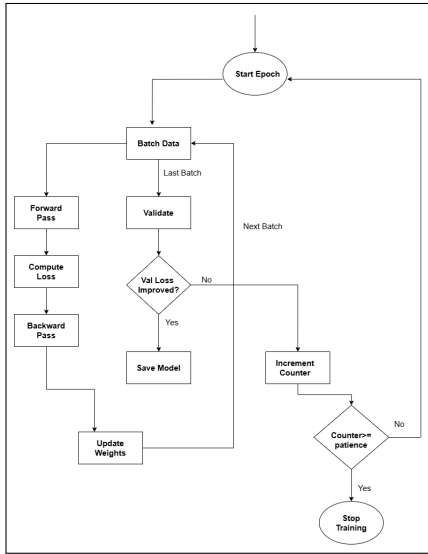 Start Epoch
Batch Data
Last Batch
Forward
Pass
Validate
Next Batch
Compute
Loss
Val Loss
Improved?
No
Backward
Pass
Yes
Save Model
Increment
Counter
Update
Weights
Counter>=
patience
No
Yes
Stop
Training